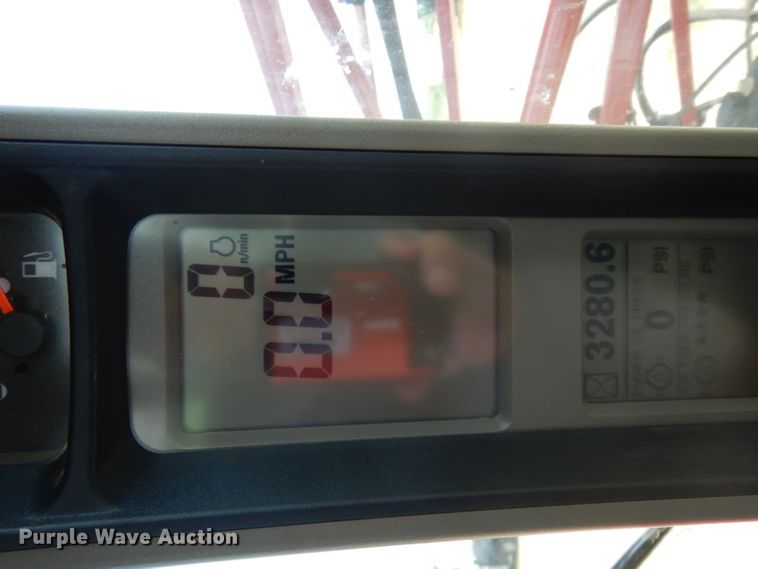 0 n/min
0.0 MPH
3280.6
ENGINE OIL PRESS
0 PSI
**** PSI
Purple Wave Auction®